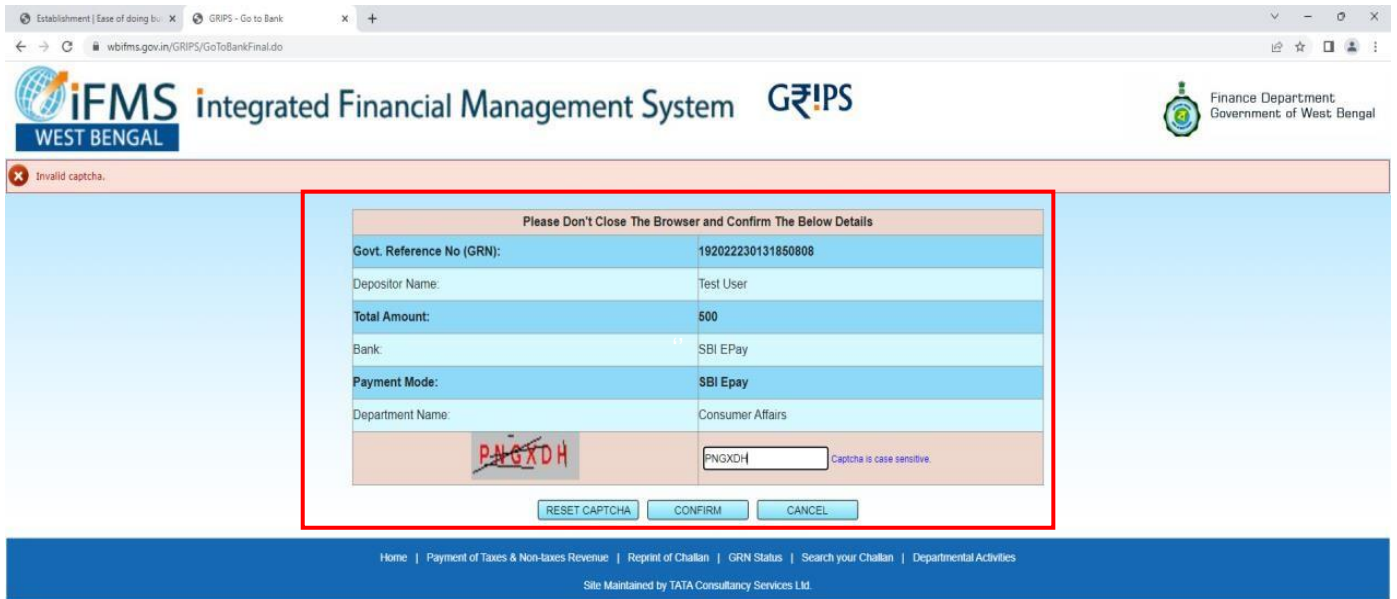 Establishment | Ease of doing bu
GRIPS - Go to Bank
wbifms.gov.in/GRIPS/GoToBankFinal.do
iFMS
WEST BENGAL
integrated Financial Management System
GR!PS
Finance Department
Government of West Bengal
Invalid captcha.
Please Don't Close The Browser and Confirm The Below Details
Govt. Reference No (GRN): 192022230131850808
Depositor Name: Test User
Total Amount: 500
Bank: SBI EPay
Payment Mode: SBI Epay
Department Name: Consumer Affairs
PNGXDH PNGXDH Captcha is case sensitive.
RESET CAPTCHA CONFIRM CANCEL
Home | Payment of Taxes & Non-taxes Revenue | Reprint of Challan | GRN Status | Search your Challan | Departmental Activities
Site Maintained by TATA Consultancy Services Ltd.